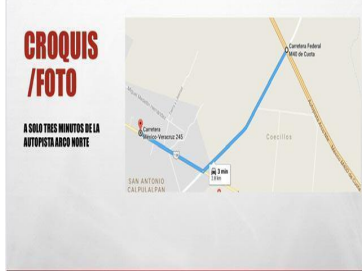 CROQUIS
/FOTO
A SOLO TRES MINUTOS DE LA
AUTOPISTA ARCO NORTE
Carretera Federal
M40 de Cuota
Carretera
México-Veracruz 245
Coecillos
3 min
SAN ANTONIO
CALPULALPAN